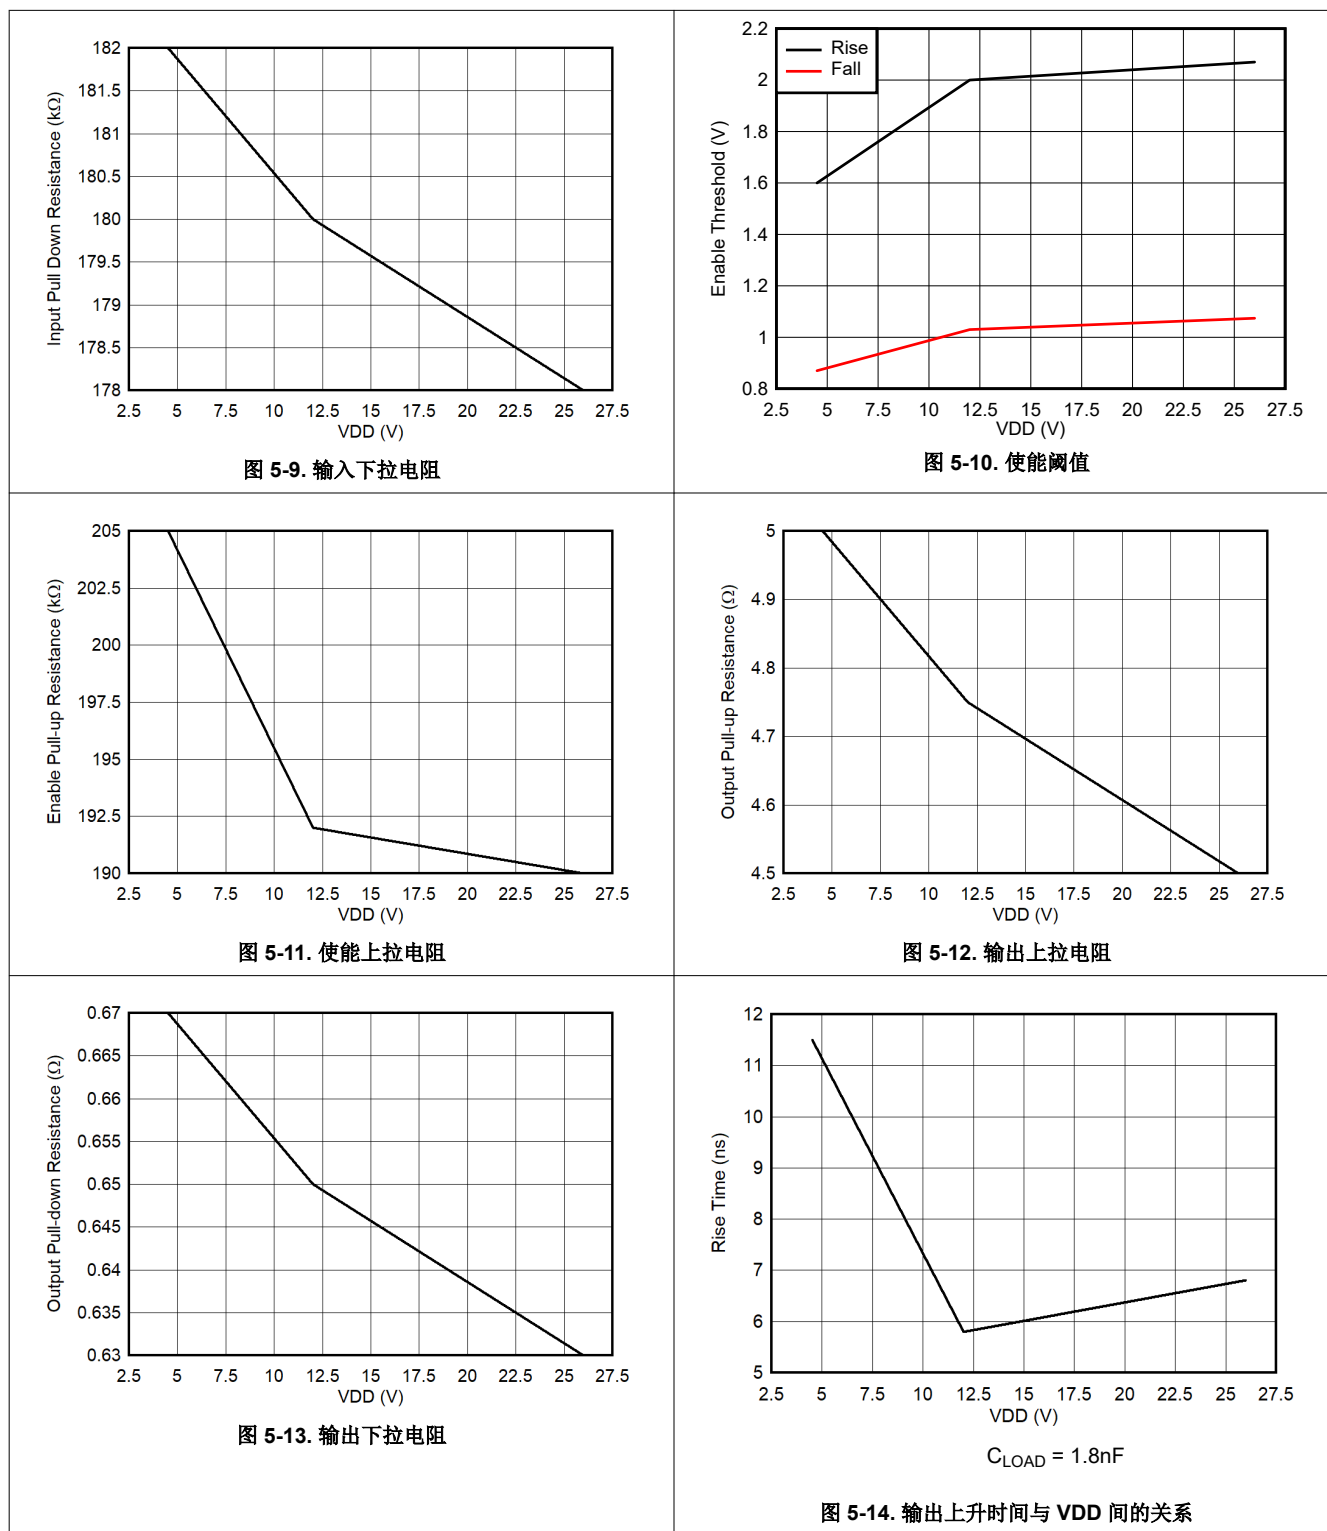 182
181.5
181
180.5
180
179.5
179
178.5
178
Input Pull Down Resistance (kΩ)
2.5 5 7.5 10 12.5 15 17.5 20 22.5 25 27.5
VDD (V)
图 5-9. 输入下拉电阻
2.2
2
1.8
1.6
1.4
1.2
1
0.8
Enable Threshold (V)
Rise
Fall
2.5 5 7.5 10 12.5 15 17.5 20 22.5 25 27.5
VDD (V)
图 5-10. 使能阈值
205
202.5
200
197.5
195
192.5
190
Enable Pull-up Resistance (kΩ)
2.5 5 7.5 10 12.5 15 17.5 20 22.5 25 27.5
VDD (V)
图 5-11. 使能上拉电阻
5
4.9
4.8
4.7
4.6
4.5
Output Pull-up Resistance (Ω)
2.5 5 7.5 10 12.5 15 17.5 20 22.5 25 27.5
VDD (V)
图 5-12. 输出上拉电阻
0.67
0.665
0.66
0.655
0.65
0.645
0.64
0.635
0.63
Output Pull-down Resistance (Ω)
2.5 5 7.5 10 12.5 15 17.5 20 22.5 25 27.5
VDD (V)
图 5-13. 输出下拉电阻
12
11
10
9
8
7
6
5
Rise Time (ns)
2.5 5 7.5 10 12.5 15 17.5 20 22.5 25 27.5
VDD (V)
C<sub>LOAD</sub> = 1.8nF
图 5-14. 输出上升时间与 VDD 间的关系